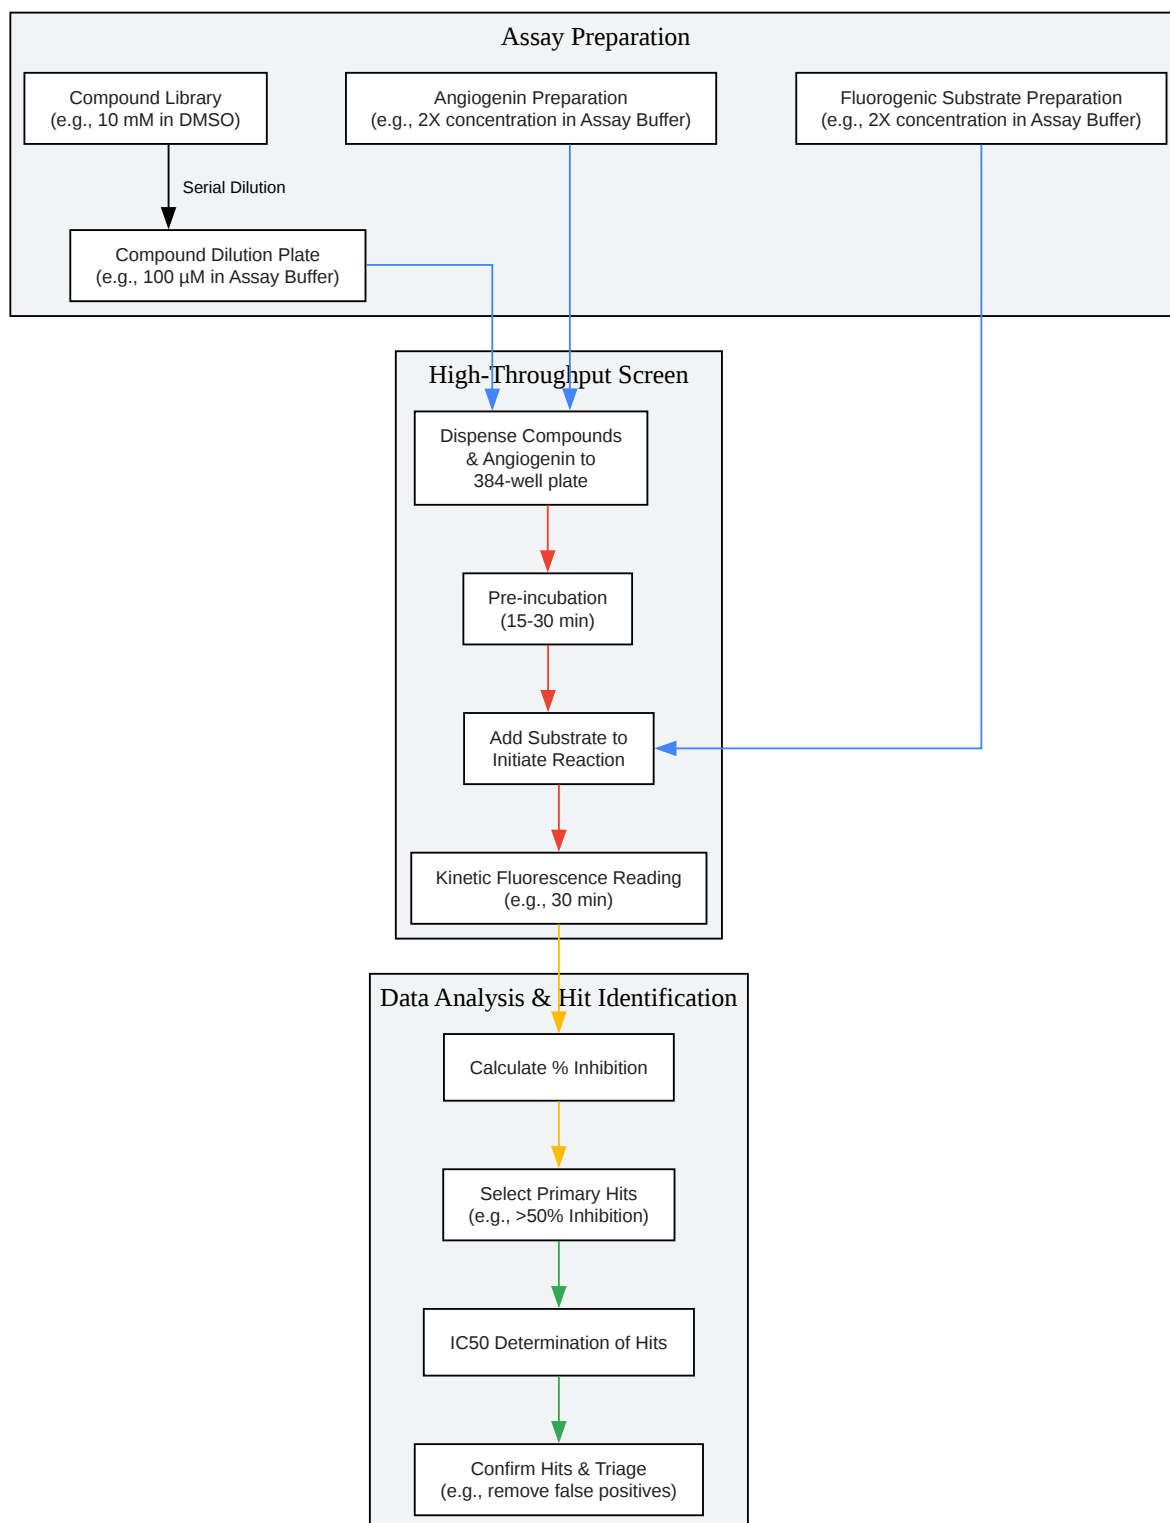 Assay Preparation
Compound Library
(e.g., 10 mM in DMSO)
Angiogenin Preparation
(e.g., 2X concentration in Assay Buffer)
Fluorogenic Substrate Preparation
(e.g., 2X concentration in Assay Buffer)
Serial Dilution
Compound Dilution Plate
(e.g., 100 µM in Assay Buffer)
High-Throughput Screen
Dispense Compounds
& Angiogenin to
384-well plate
Pre-incubation
(15-30 min)
Add Substrate to
Initiate Reaction
Kinetic Fluorescence Reading
(e.g., 30 min)
Data Analysis & Hit Identification
Calculate % Inhibition
Select Primary Hits
(e.g., >50% Inhibition)
IC50 Determination of Hits
Confirm Hits & Triage
(e.g., remove false positives)